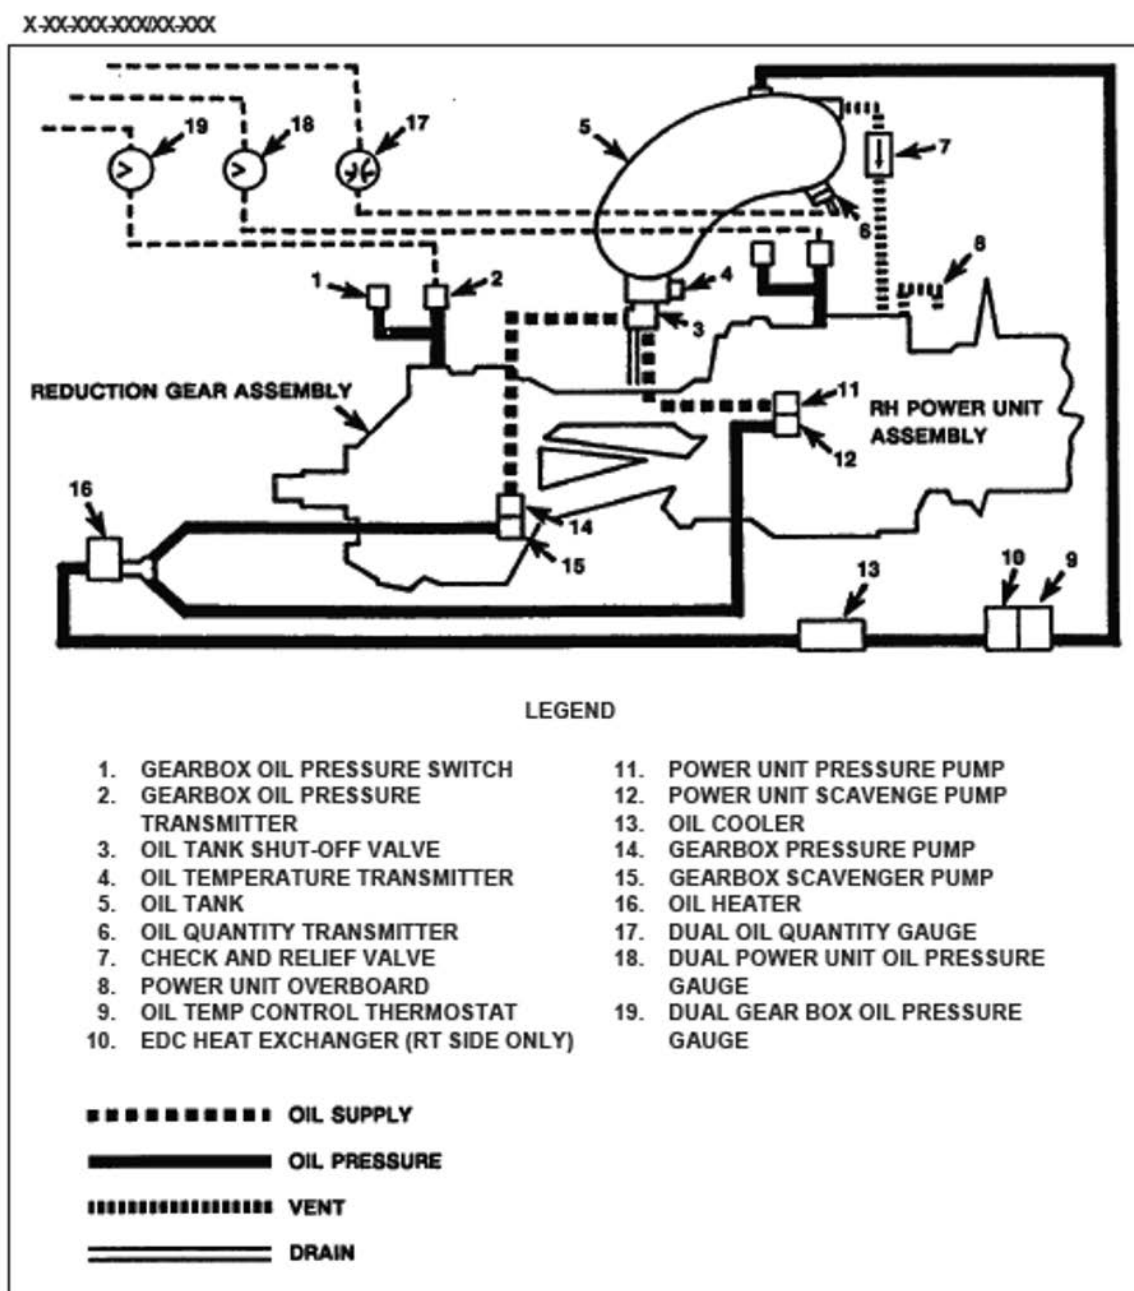 X-XX-XXX-XXX/XX-XXX
19
18
17
5
7
6
8
1
2
4
3
REDUCTION GEAR ASSEMBLY
11
RH POWER UNIT
ASSEMBLY
12
16
14
15
13
10
9
LEGEND
1. GEARBOX OIL PRESSURE SWITCH
2. GEARBOX OIL PRESSURE
TRANSMITTER
3. OIL TANK SHUT-OFF VALVE
4. OIL TEMPERATURE TRANSMITTER
5. OIL TANK
6. OIL QUANTITY TRANSMITTER
7. CHECK AND RELIEF VALVE
8. POWER UNIT OVERBOARD
9. OIL TEMP CONTROL THERMOSTAT
10. EDC HEAT EXCHANGER (RT SIDE ONLY)
11. POWER UNIT PRESSURE PUMP
12. POWER UNIT SCAVENGE PUMP
13. OIL COOLER
14. GEARBOX PRESSURE PUMP
15. GEARBOX SCAVENGER PUMP
16. OIL HEATER
17. DUAL OIL QUANTITY GAUGE
18. DUAL POWER UNIT OIL PRESSURE
GAUGE
19. DUAL GEAR BOX OIL PRESSURE
GAUGE
OIL SUPPLY
OIL PRESSURE
VENT
DRAIN